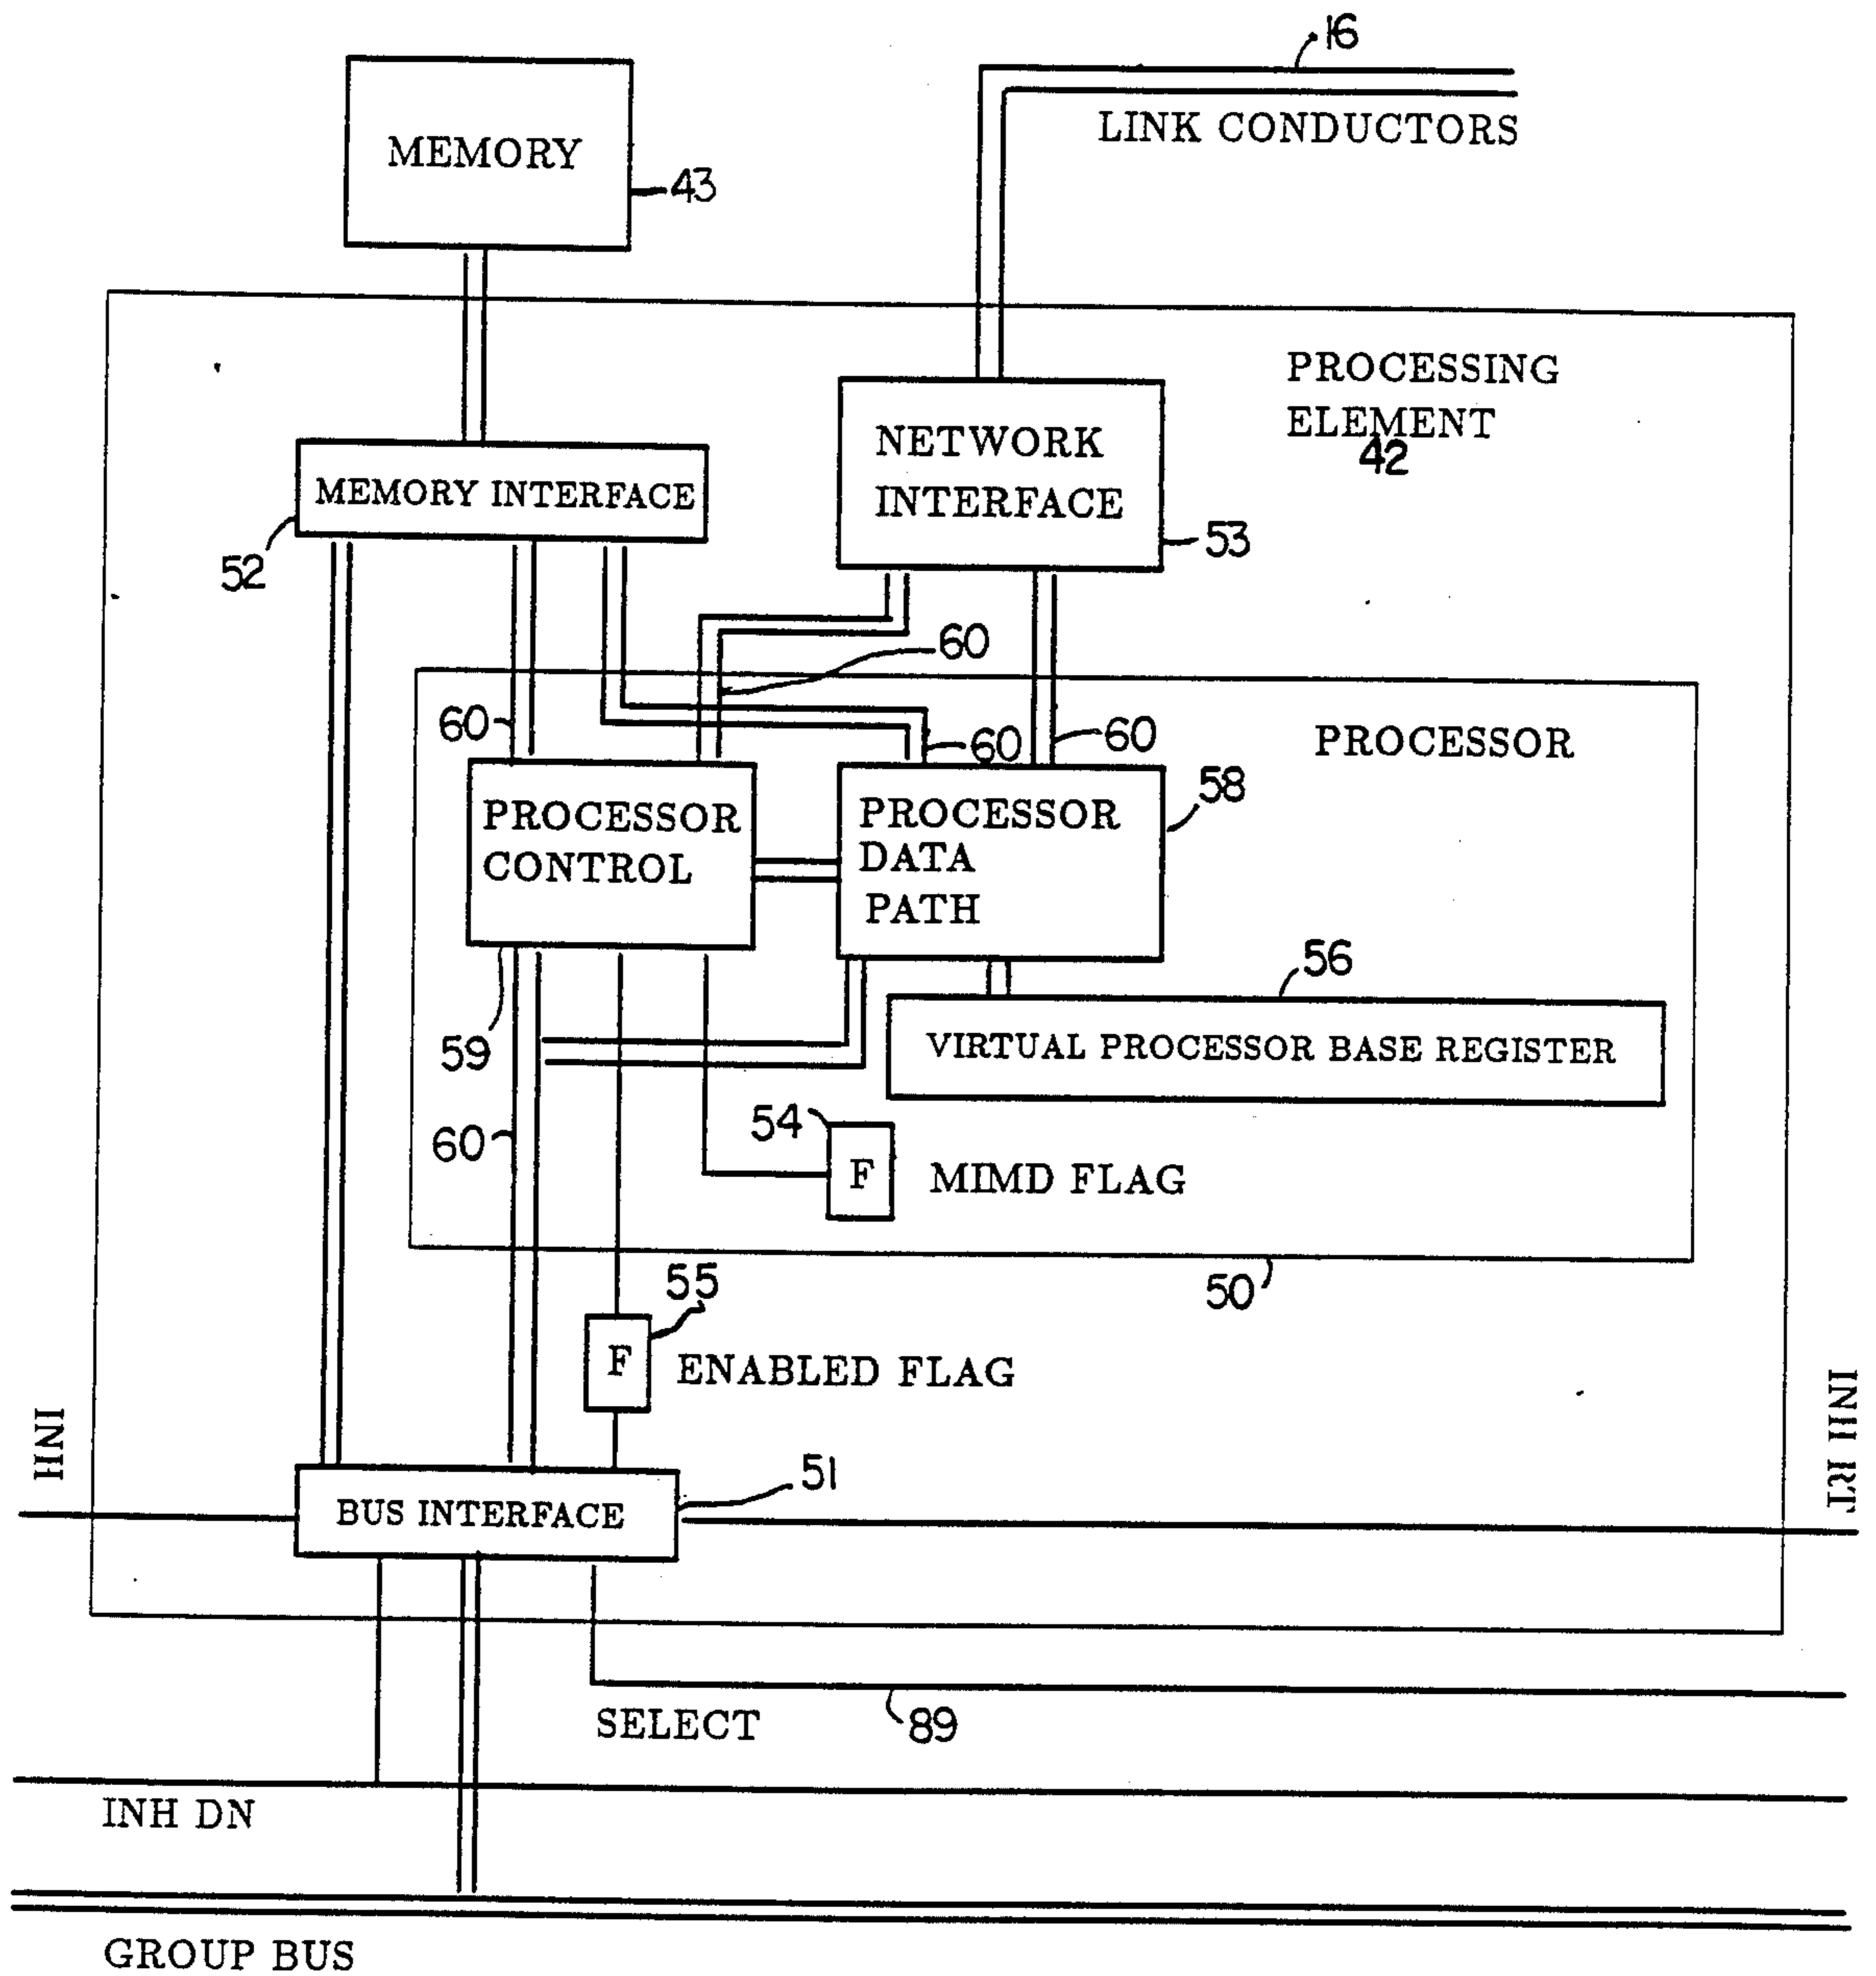 16
LINK CONDUCTORS
MEMORY
43
PROCESSING
ELEMENT
42
NETWORK
INTERFACE
53
MEMORY INTERFACE
52
60
60
60
60
PROCESSOR
58
PROCESSOR
CONTROL
PROCESSOR
DATA
PATH
56
59
VIRTUAL PROCESSOR BASE REGISTER
54
60
F
MIMD FLAG
50
55
F
ENABLED FLAG
INH
INH RT
51
BUS INTERFACE
SELECT
89
INH DN
GROUP BUS